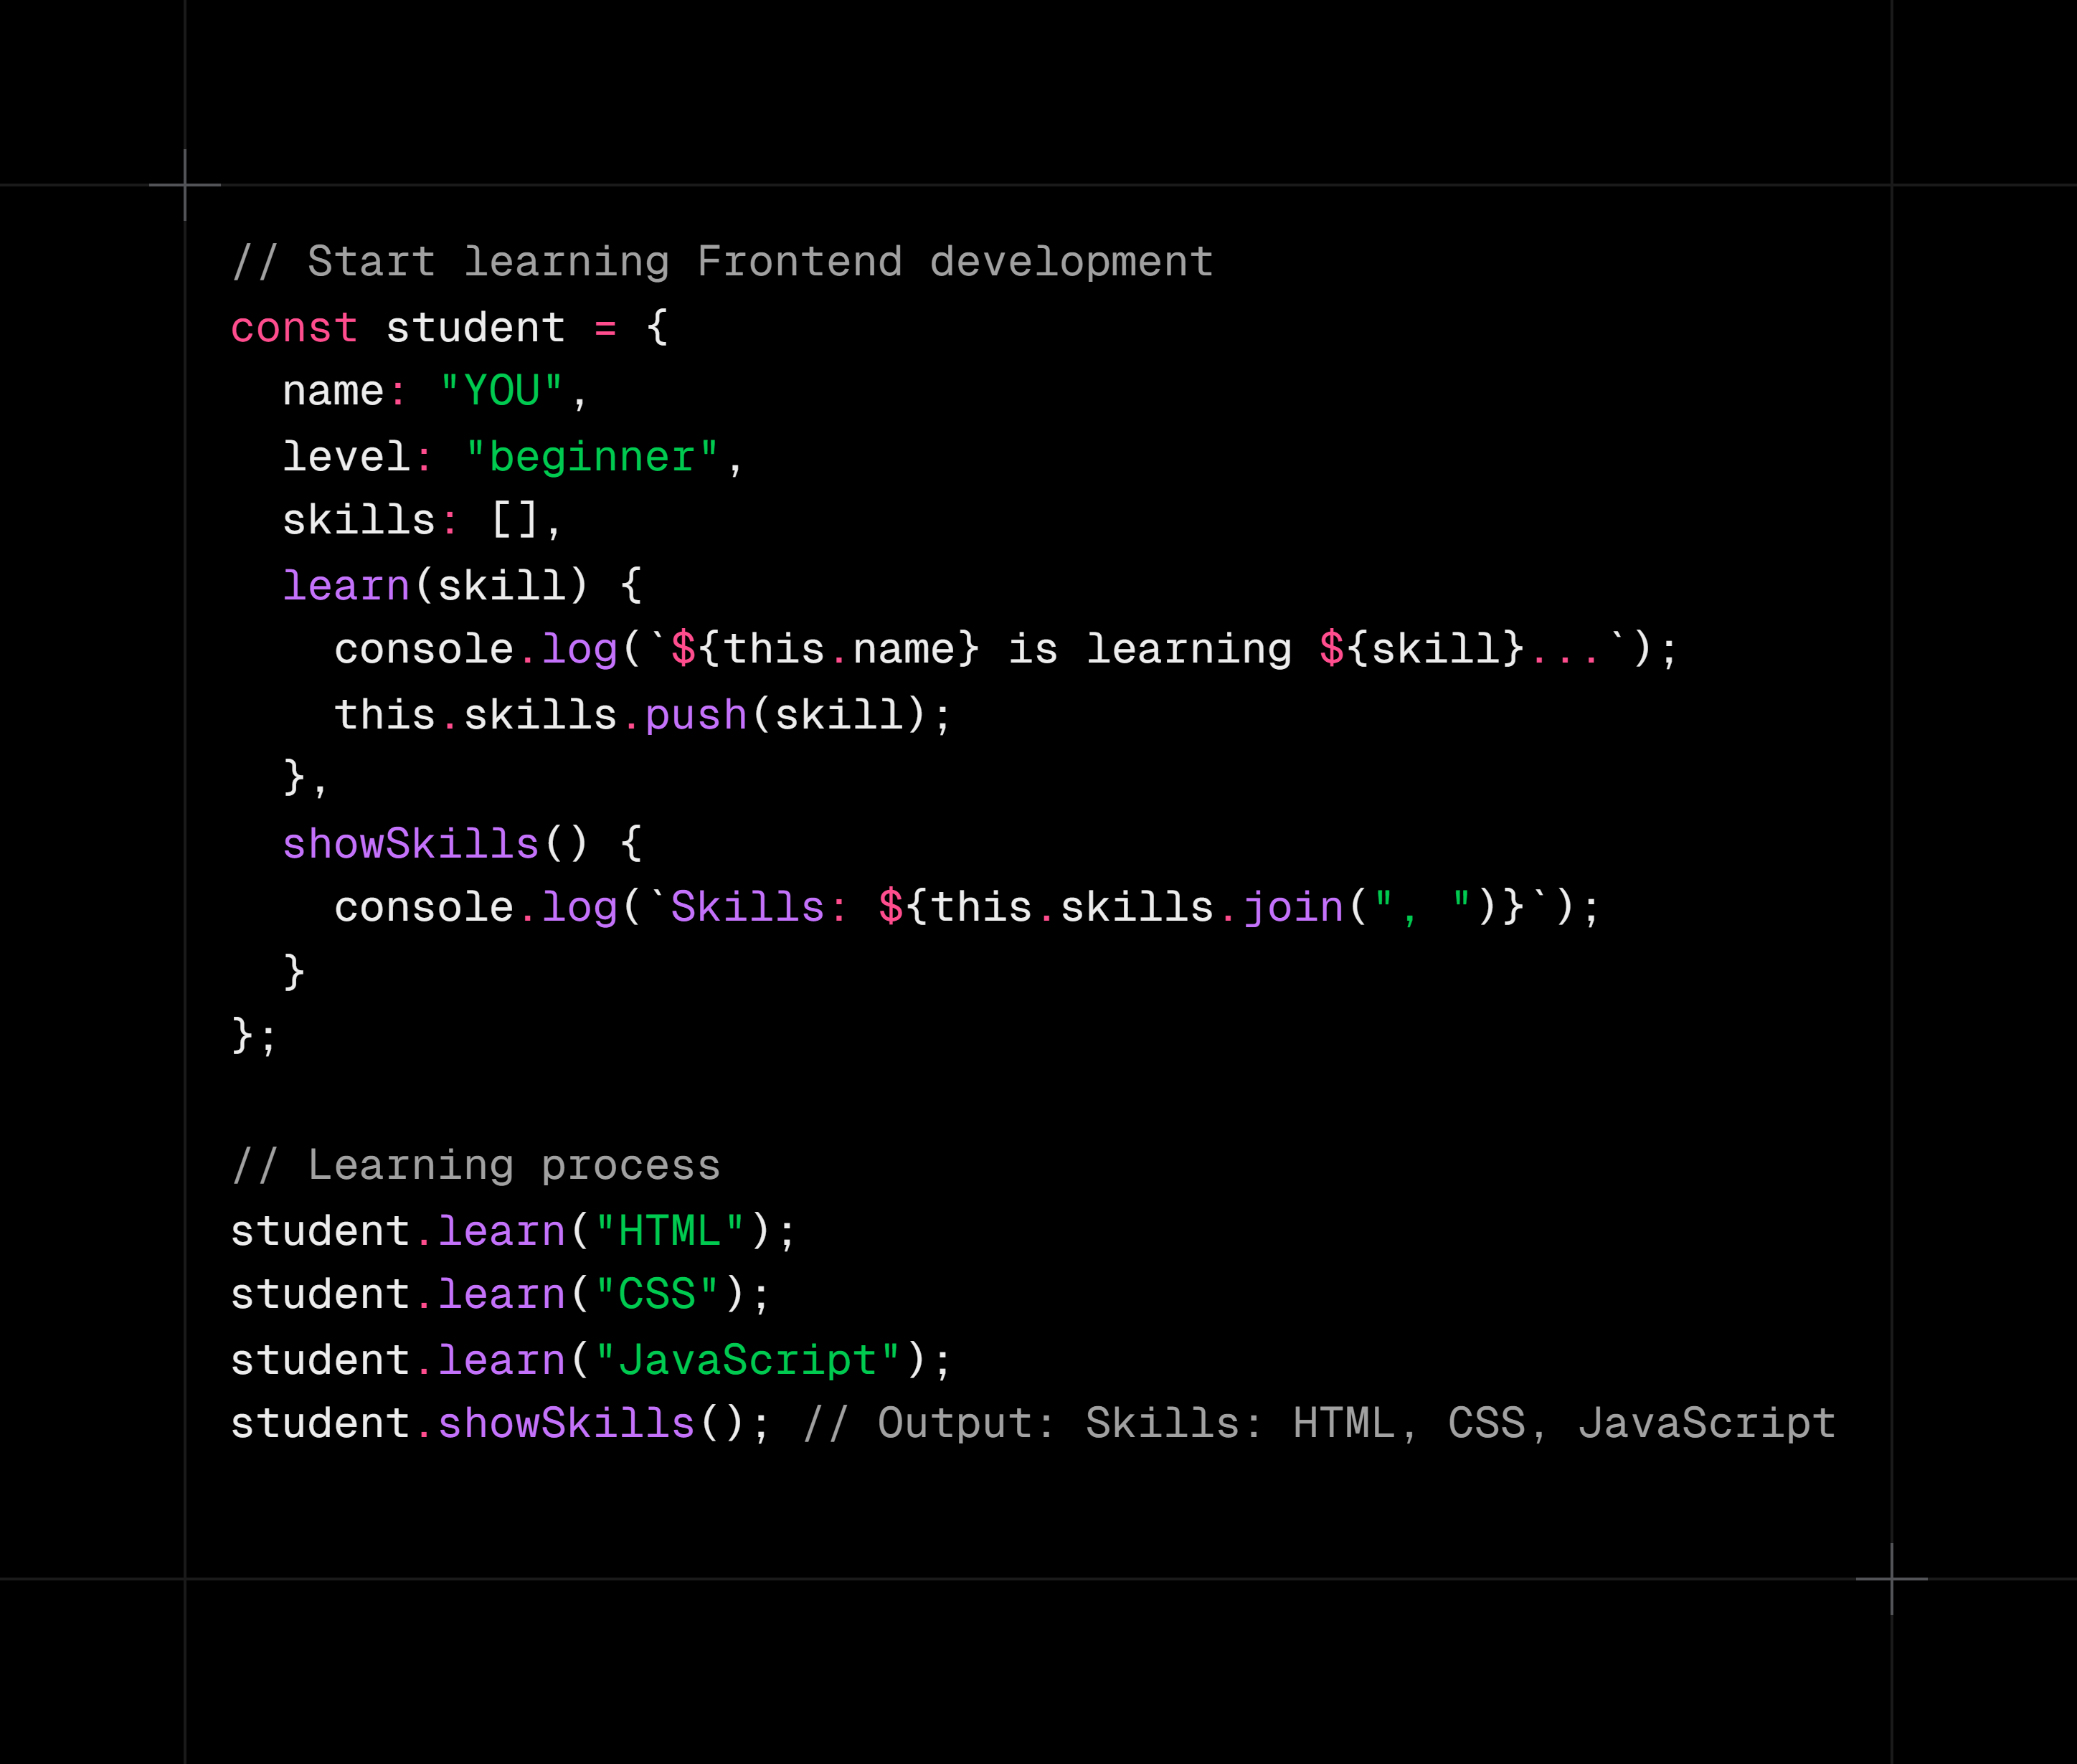 // Start learning Frontend development
const student = {
  name: "YOU",
  level: "beginner",
  skills: [],
  learn(skill) {
    console.log(`${this.name} is learning ${skill}...`);
    this.skills.push(skill);
  },
  showSkills() {
    console.log(`Skills: ${this.skills.join(", ")}`);
  }
};

// Learning process
student.learn("HTML");
student.learn("CSS");
student.learn("JavaScript");
student.showSkills(); // Output: Skills: HTML, CSS, JavaScript